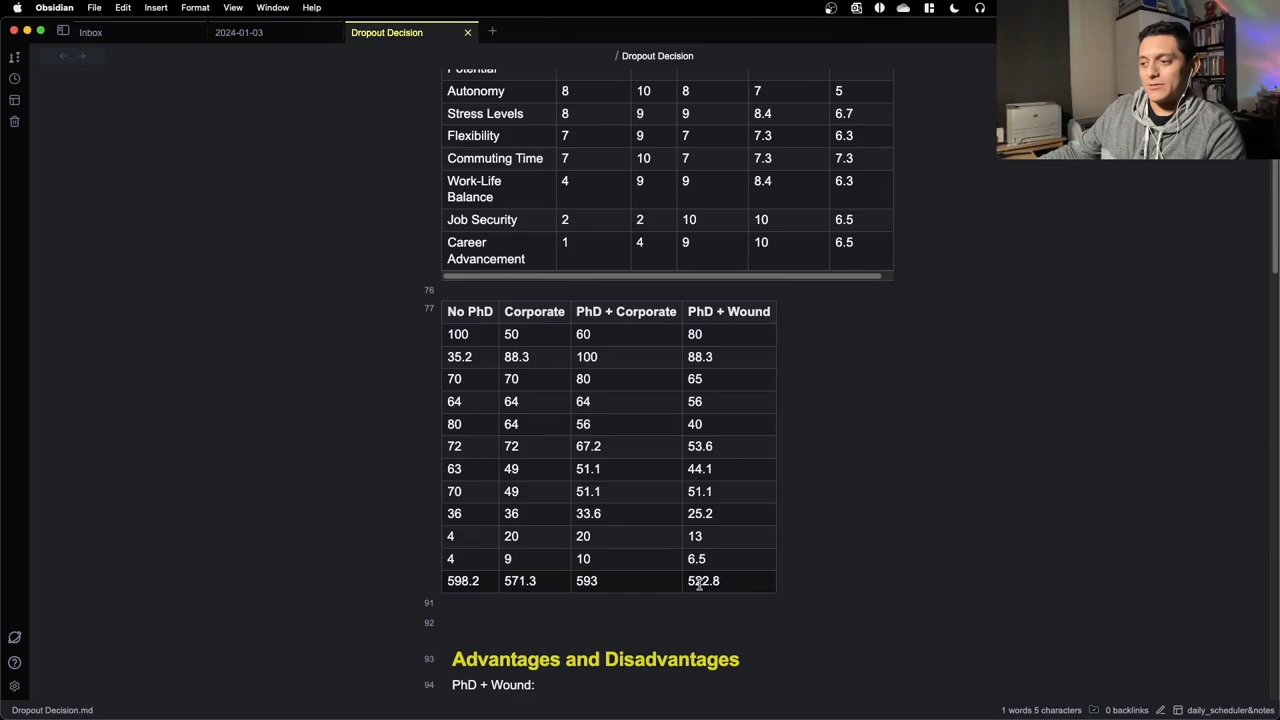 Obsidian File Edit Insert Format View Window Help
Inbox 2024-01-03 Dropout Decision
/ Dropout Decision
Potential
Autonomy 8 10 8 7 5
Stress Levels 8 9 9 8.4 6.7
Flexibility 7 9 7 7.3 6.3
Commuting Time 7 10 7 7.3 7.3
Work-Life 4 9 9 8.4 6.3
Balance
Job Security 2 2 10 10 6.5
Career 1 4 9 10 6.5
Advancement
76
77 No PhD Corporate PhD + Corporate PhD + Wound
100 50 60 80
35.2 88.3 100 88.3
70 70 80 65
64 64 64 56
80 64 56 40
72 72 67.2 53.6
63 49 51.1 44.1
70 49 51.1 51.1
36 36 33.6 25.2
4 20 20 13
4 9 10 6.5
598.2 571.3 593 522.8
91
92
93 Advantages and Disadvantages
94 PhD + Wound:
Dropout Decision.md 1 words 5 characters 0 backlinks daily_scheduler&notes